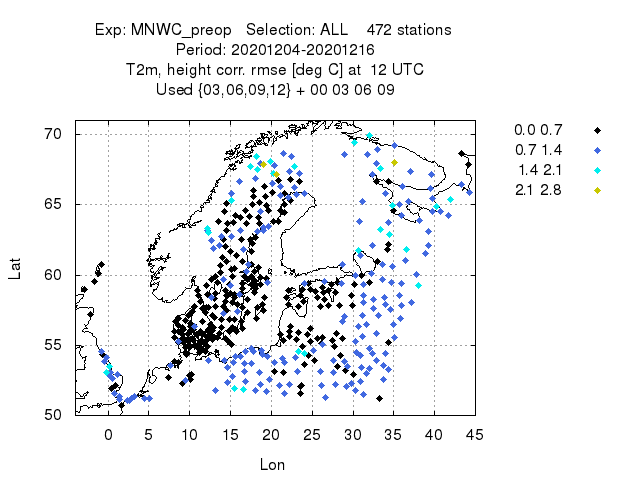 Exp: MNWC_preop Selection: ALL 472 stations
Period: 20201204-20201216
T2m, height corr. rmse [deg C] at 12 UTC
Used {03,06,09,12} + 00 03 06 09
0.0 0.7
0.7 1.4
1.4 2.1
2.1 2.8
70
65
60
55
50
Lat
0 5 10 15 20 25 30 35 40 45
Lon